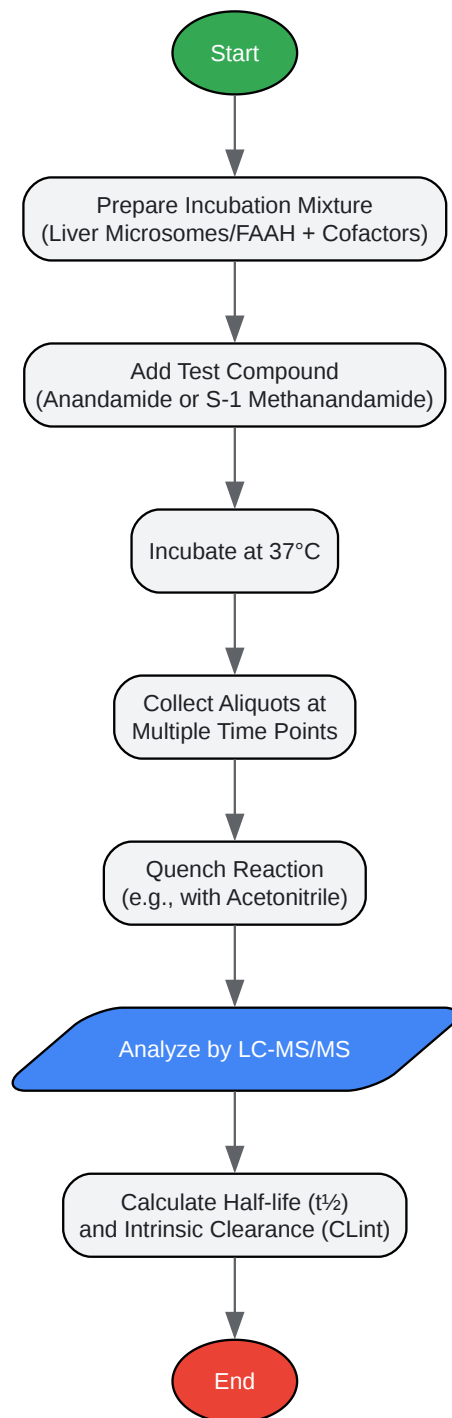 Start
Prepare Incubation Mixture
(Liver Microsomes/FAAH + Cofactors)
Add Test Compound
(Anandamide or S-1 Methanandamide)
Incubate at 37°C
Collect Aliquots at
Multiple Time Points
Quench Reaction
(e.g., with Acetonitrile)
Analyze by LC-MS/MS
Calculate Half-life (t½)
and Intrinsic Clearance (CLint)
End